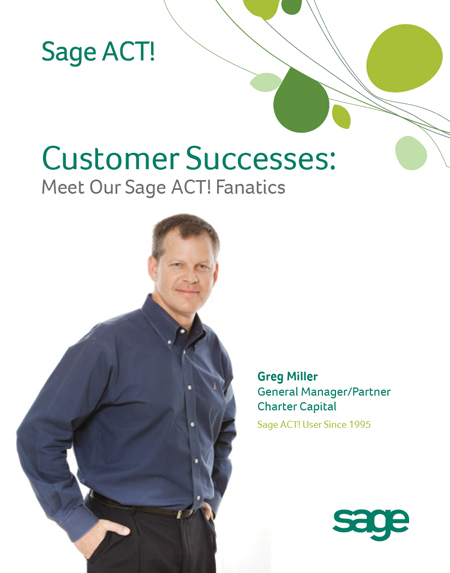 Sage ACT!
Customer Successes:
Meet Our Sage ACT! Fanatics
Greg Miller
General Manager/Partner
Charter Capital
Sage ACT! User Since 1995
sage